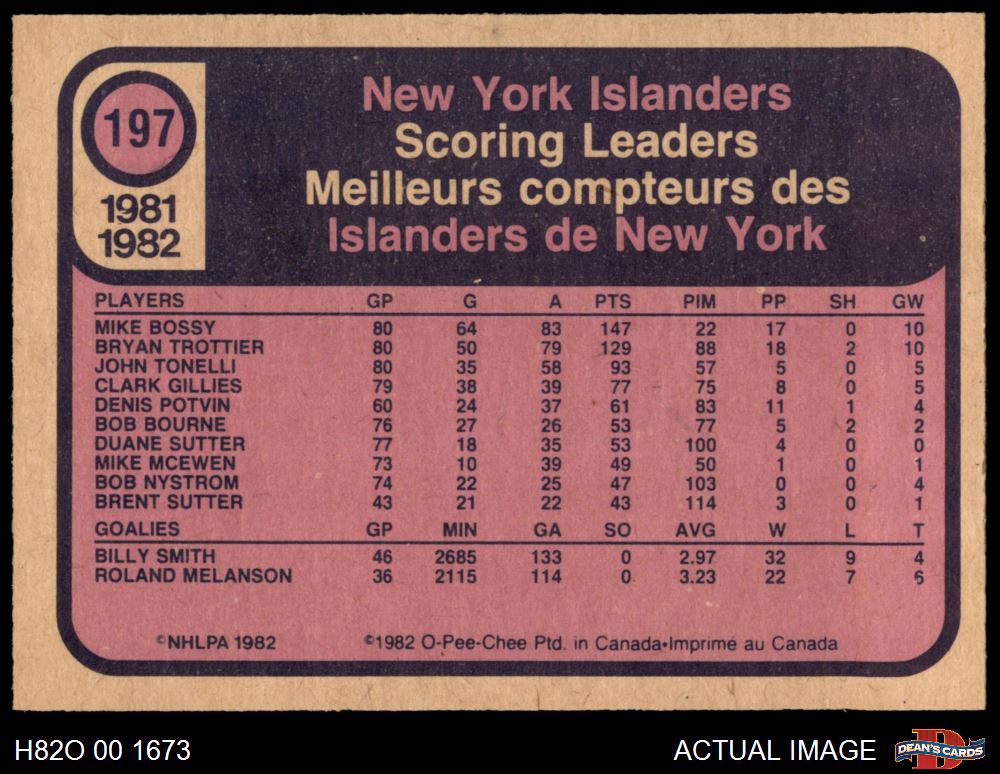 197
1981
1982
New York Islanders
Scoring Leaders
Meilleurs compteurs des
Islanders de New York
PLAYERS GP G A PTS PIM PP SH GW
MIKE BOSSY 80 64 83 147 22 17 0 10
BRYAN TROTTIER 80 50 79 129 88 18 2 10
JOHN TONELLI 80 35 58 93 57 5 0 5
CLARK GILLIES 79 38 39 77 75 8 0 5
DENIS POTVIN 60 24 37 61 83 11 1 4
BOB BOURNE 76 27 26 53 77 5 2 2
DUANE SUTTER 77 18 35 53 100 4 0 0
MIKE MCEWEN 73 10 39 49 50 1 0 1
BOB NYSTROM 74 22 25 47 103 0 0 4
BRENT SUTTER 43 21 22 43 114 3 0 1
GOALIES GP MIN GA SO AVG W L T
BILLY SMITH 46 2685 133 0 2.97 32 9 4
ROLAND MELANSON 36 2115 114 0 3.23 22 7 6
©NHLPA 1982 ©1982 O-Pee-Chee Ptd. in Canada•Imprimé au Canada
H82O 00 1673 ACTUAL IMAGE D DEAN'S CARDS